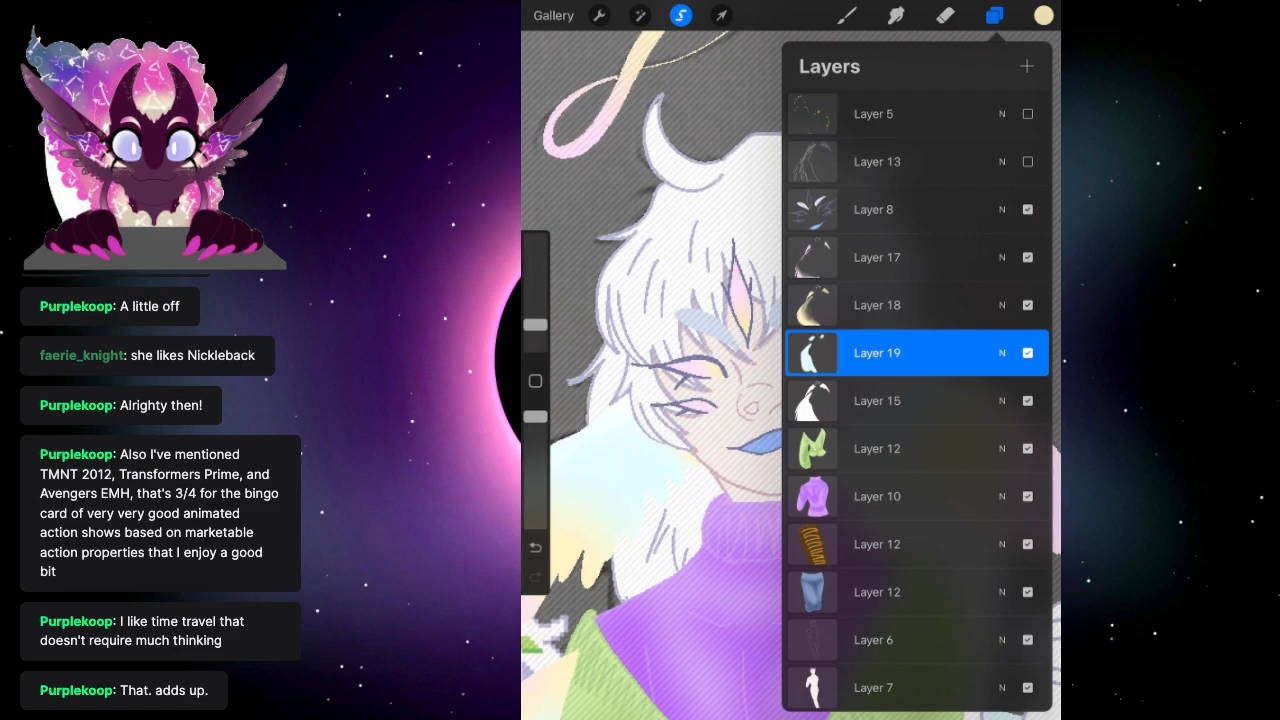 Purplekoop: A little off
faerie_knight: she likes Nickleback
Purplekoop: Alrighty then!
Purplekoop: Also I've mentioned
TMNT 2012, Transformers Prime, and
Avengers EMH, that's 3/4 for the bingo
card of very very good animated
action shows based on marketable
action properties that I enjoy a good
bit
Purplekoop: I like time travel that
doesn't require much thinking
Purplekoop: That. adds up.
Gallery
Layers
Layer 5 N
Layer 13 N
Layer 8 N
Layer 17 N
Layer 18 N
Layer 19 N
Layer 15 N
Layer 12 N
Layer 10 N
Layer 12 N
Layer 12 N
Layer 6 N
Layer 7 N